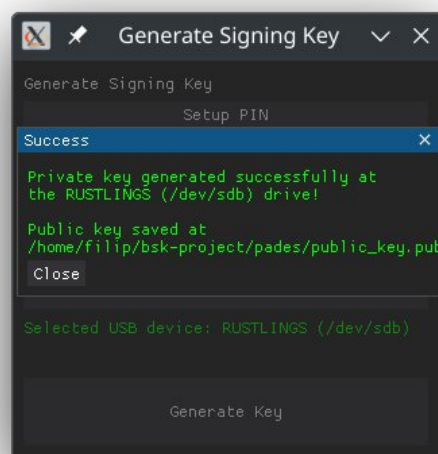 Generate Signing Key
Generate Signing Key
Setup PIN
Success
Private key generated successfully at
the RUSTLINGS (/dev/sdb) drive!
Public key saved at
/home/filip/bsk-project/pades/public_key.pub
Close
Selected USB device: RUSTLINGS (/dev/sdb)
Generate Key